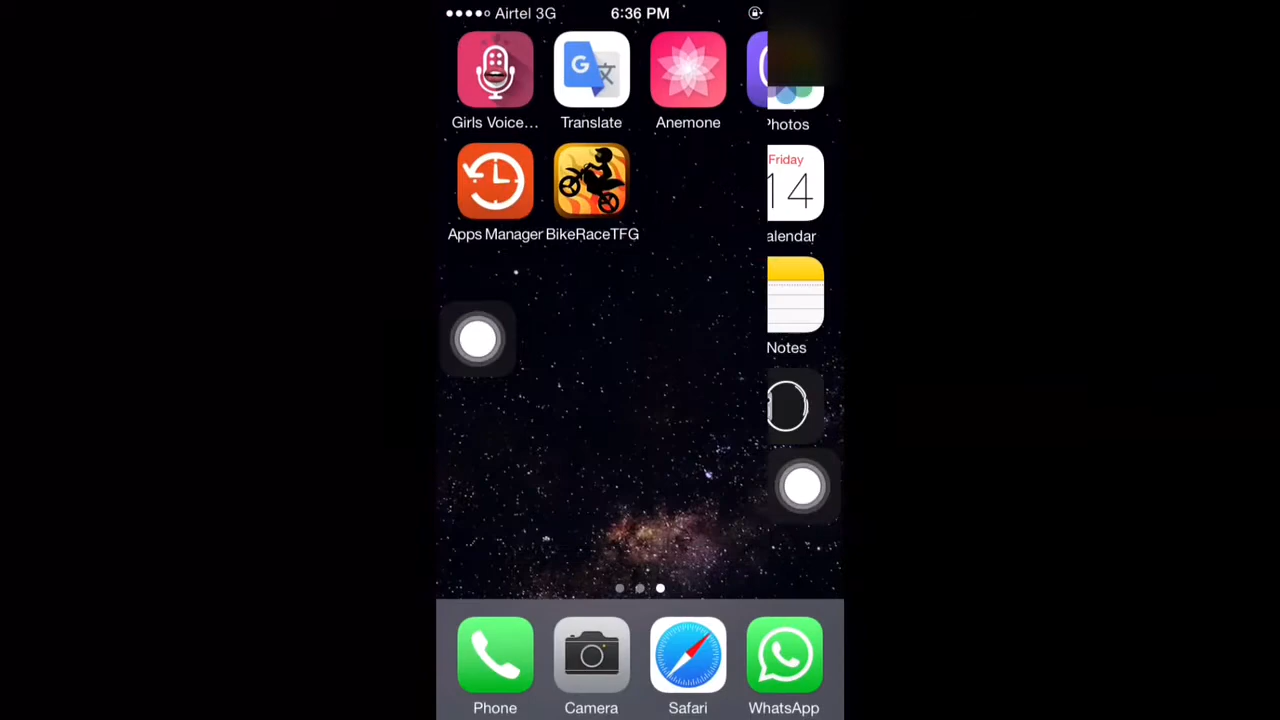 Airtel 3G 6:36 PM
Girls Voice... Translate Anemone Photos
Friday
14
Apps Manager BikeRaceTFG alendar
Notes
Phone Camera Safari WhatsApp